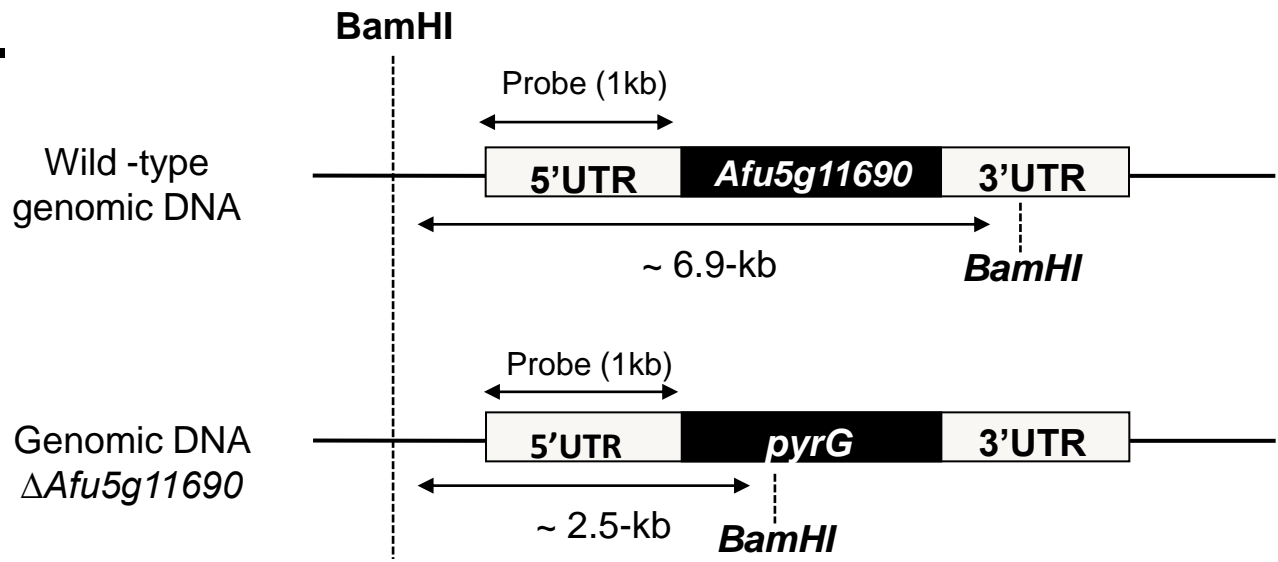 BamHI
Probe (1kb)
Wild -type
genomic DNA
5'UTR Afu5g11690 3'UTR
~ 6.9-kb
BamHI
Probe (1kb)
Genomic DNA
ΔAfu5g11690
5'UTR pyrG 3'UTR
~ 2.5-kb
BamHI